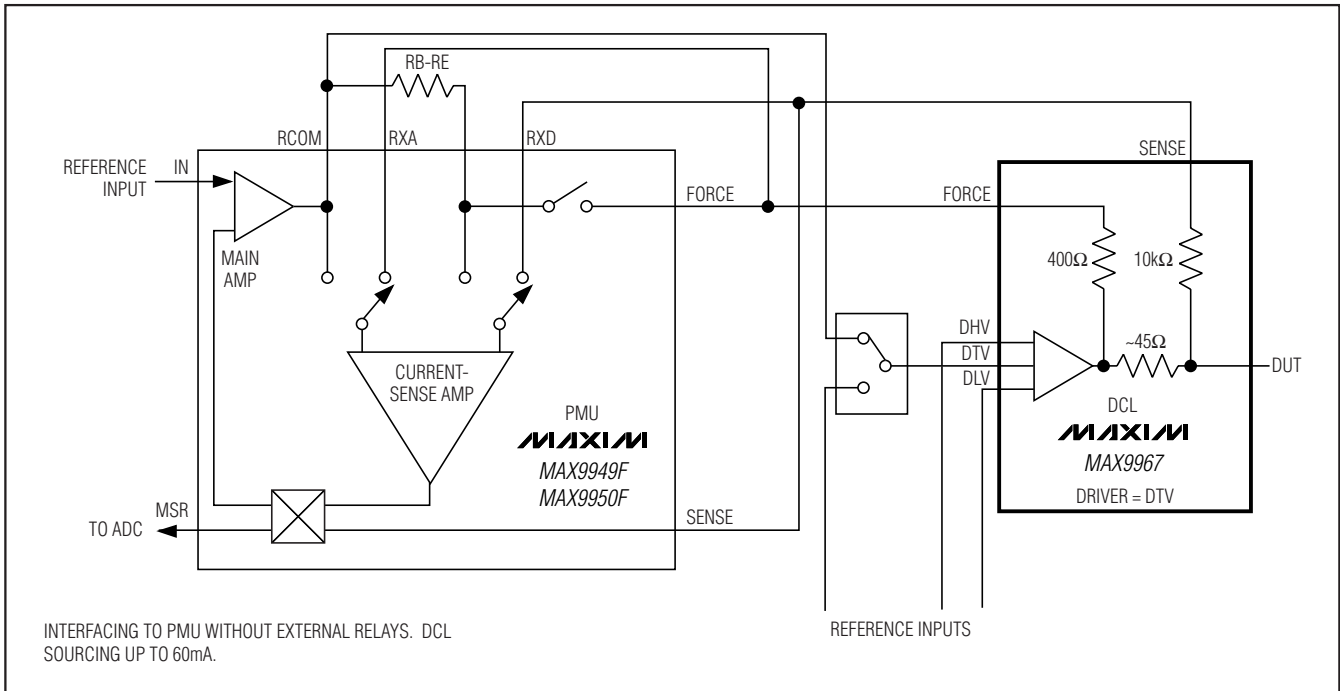 RB-RE
RCOM
RXA
RXD
SENSE
REFERENCE
INPUT
IN
FORCE
FORCE
MAIN
AMP
400Ω
10kΩ
DHV
DTV
DLV
~45Ω
DUT
CURRENT-
SENSE AMP
PMU
MAXIM
MAX9949F
MAX9950F
DCL
MAXIM
MAX9967
DRIVER = DTV
MSR
TO ADC
SENSE
REFERENCE INPUTS
INTERFACING TO PMU WITHOUT EXTERNAL RELAYS. DCL
SOURCING UP TO 60mA.